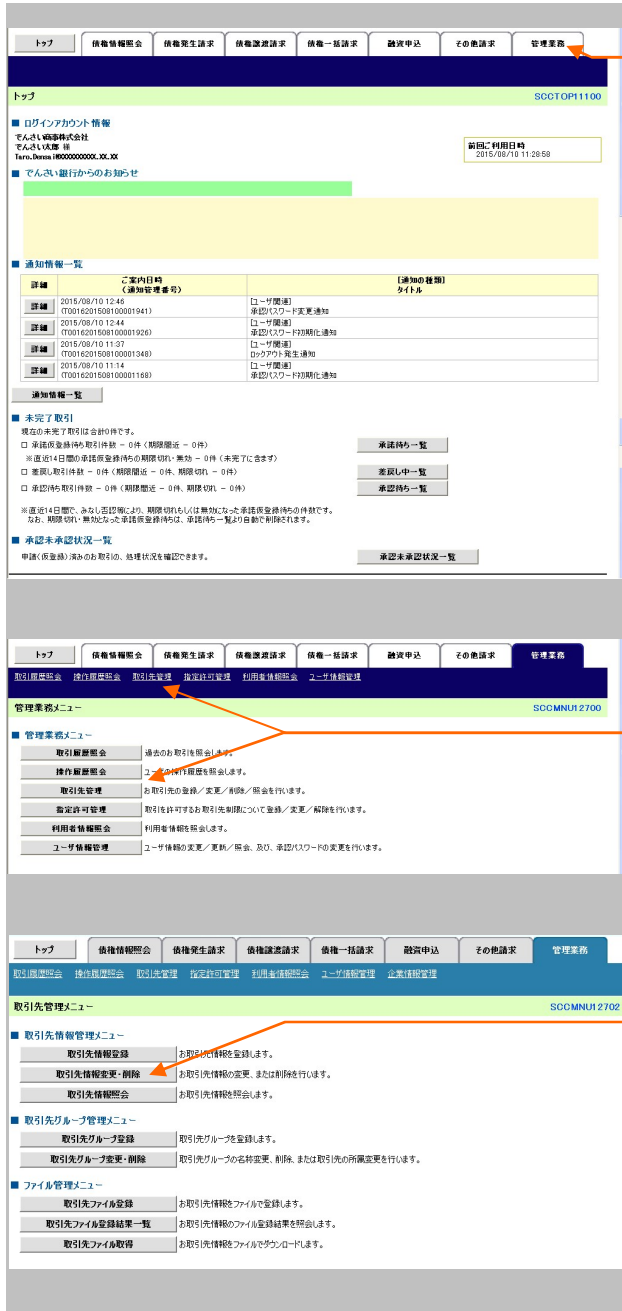 トップ 債権情報照会 債権発生請求 債権譲渡請求 債権一括請求 融資申込 その他請求 管理業務
トップ SCCTOP11100
■ ログインアカウント情報
でんさい商事株式会社
でんさい太郎 様
前回ご利用日時
2015/08/10 11:28:58
■ でんさい銀行からのお知らせ
■ 通知情報一覧
詳細 ご案内日時 [通知の種類]
(通知管理番号) タイトル
詳細 2015/08/10 12:46 [ユーザ関連]
(T0016201508100001941) 承認パスワード変更通知
詳細 2015/08/10 12:44 [ユーザ関連]
(T0016201508100001926) 承認パスワード初期化通知
詳細 2015/08/10 11:37 [ユーザ関連]
(T0016201508100001348) ロックアウト発生通知
詳細 2015/08/10 11:14 [ユーザ関連]
(T0016201508100001168) 承認パスワード初期化通知
通知情報一覧
■ 未完了取引
現在の未完了取引は合計0件です。
□ 承諾仮登録待ち取引件数 － 0件（期限間近 － 0件） 承諾待ち一覧
※直近14日間の承諾仮登録待ちの期限切れ・無効 － 0件（未完了に含まず）
□ 差戻し取引件数 － 0件（期限間近 － 0件、期限切れ － 0件） 差戻し中一覧
□ 承認待ち取引件数 － 0件（期限間近 － 0件、期限切れ － 0件） 承認待ち一覧
※直近14日間で、みなし否認等により、期限切れもしくは無効になった承諾仮登録待ちの件数です。
なお、期限切れ・無効となった承諾仮登録待ちは、承諾待ち一覧より自動で削除されます。
■ 承認未承認状況一覧
申請（仮登録）済みのお取引の、処理状況を確認できます。 承認未承認状況一覧
トップ 債権情報照会 債権発生請求 債権譲渡請求 債権一括請求 融資申込 その他請求 管理業務
取引履歴照会 操作履歴照会 取引先管理 指定許可管理 利用者情報照会 ユーザ情報管理
管理業務メニュー SCCMNU12700
■ 管理業務メニュー
取引履歴照会 過去のお取引を照会します。
操作履歴照会 ユーザの操作履歴を照会します。
取引先管理 お取引先の登録／変更／削除／照会を行います。
指定許可管理 取引を許可するお取引先制限について登録／変更／解除を行います。
利用者情報照会 利用者情報を照会します。
ユーザ情報管理 ユーザ情報の変更／更新／照会、及び、承認パスワードの変更を行います。
トップ 債権情報照会 債権発生請求 債権譲渡請求 債権一括請求 融資申込 その他請求 管理業務
取引履歴照会 操作履歴照会 取引先管理 指定許可管理 利用者情報照会 ユーザ情報管理 企業情報管理
取引先管理メニュー SCCMNU12702
■ 取引先情報管理メニュー
取引先情報登録 お取引先情報を登録します。
取引先情報変更・削除 お取引先情報の変更、または削除を行います。
取引先情報照会 お取引先情報を照会します。
■ 取引先グループ管理メニュー
取引先グループ登録 取引先グループを登録します。
取引先グループ変更・削除 取引先グループの名称変更、削除、または取引先の所属変更を行います。
■ ファイル管理メニュー
取引先ファイル登録 お取引先情報をファイルで登録します。
取引先ファイル登録結果一覧 お取引先情報のファイル登録結果を照会します。
取引先ファイル取得 お取引先情報をファイルでダウンロードします。